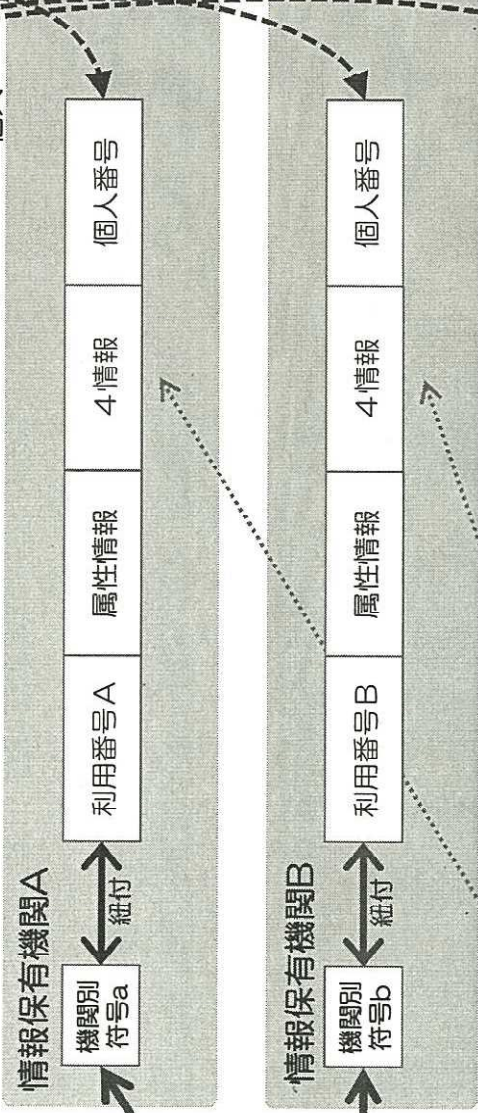 情報保有機関A
機関別
符号a
紐付
利用番号A
属性情報
4情報
個人番号
情報保有機関B
機関別
符号b
紐付
利用番号B
属性情報
4情報
個人番号